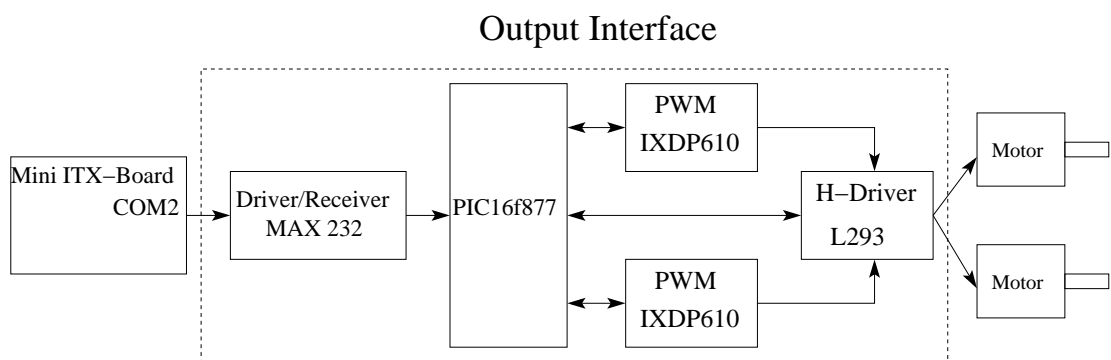 Output Interface
Mini ITX−Board
COM2
Driver/Receiver
MAX 232
PIC16f877
PWM
IXDP610
PWM
IXDP610
H−Driver
L293
Motor
Motor